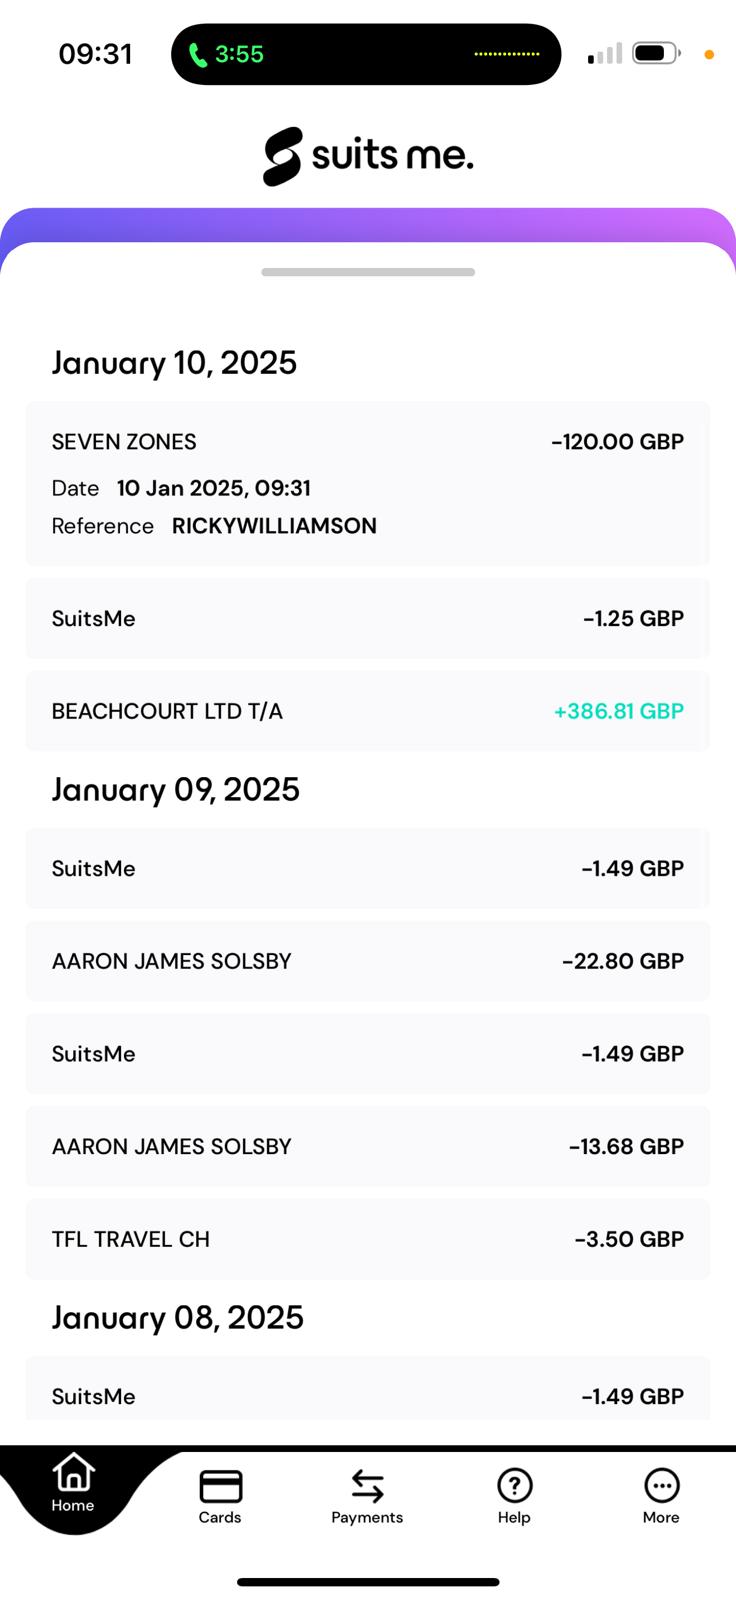 09:31 3:55
suits me.
January 10, 2025
SEVEN ZONES -120.00 GBP
Date 10 Jan 2025, 09:31
Reference RICKYWILLIAMSON
SuitsMe -1.25 GBP
BEACHCOURT LTD T/A +386.81 GBP
January 09, 2025
SuitsMe -1.49 GBP
AARON JAMES SOLSBY -22.80 GBP
SuitsMe -1.49 GBP
AARON JAMES SOLSBY -13.68 GBP
TFL TRAVEL CH -3.50 GBP
January 08, 2025
SuitsMe -1.49 GBP
Home Cards Payments Help More